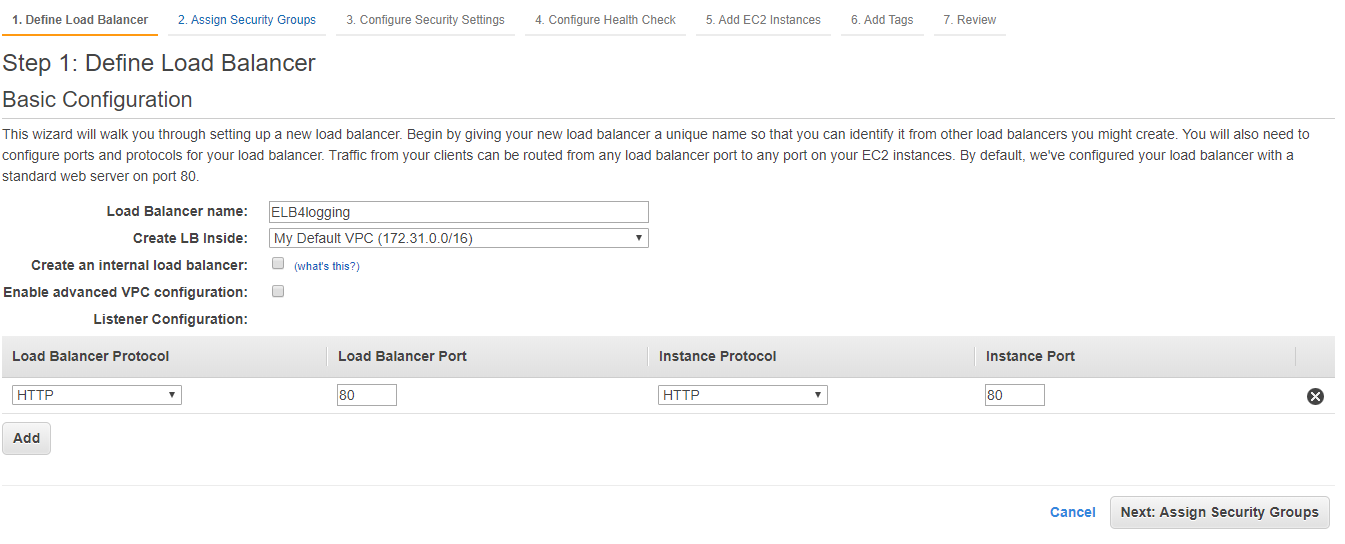 1. Define Load Balancer 2. Assign Security Groups 3. Configure Security Settings 4. Configure Health Check 5. Add EC2 Instances 6. Add Tags 7. Review
Step 1: Define Load Balancer
Basic Configuration
This wizard will walk you through setting up a new load balancer. Begin by giving your new load balancer a unique name so that you can identify it from other load balancers you might create. You will also need to
configure ports and protocols for your load balancer. Traffic from your clients can be routed from any load balancer port to any port on your EC2 instances. By default, we've configured your load balancer with a
standard web server on port 80.
Load Balancer name: ELB4logging
Create LB Inside: My Default VPC (172.31.0.0/16)
Create an internal load balancer: (what's this?)
Enable advanced VPC configuration:
Listener Configuration:
Load Balancer Protocol Load Balancer Port Instance Protocol Instance Port
HTTP 80 HTTP 80
Add
Cancel Next: Assign Security Groups